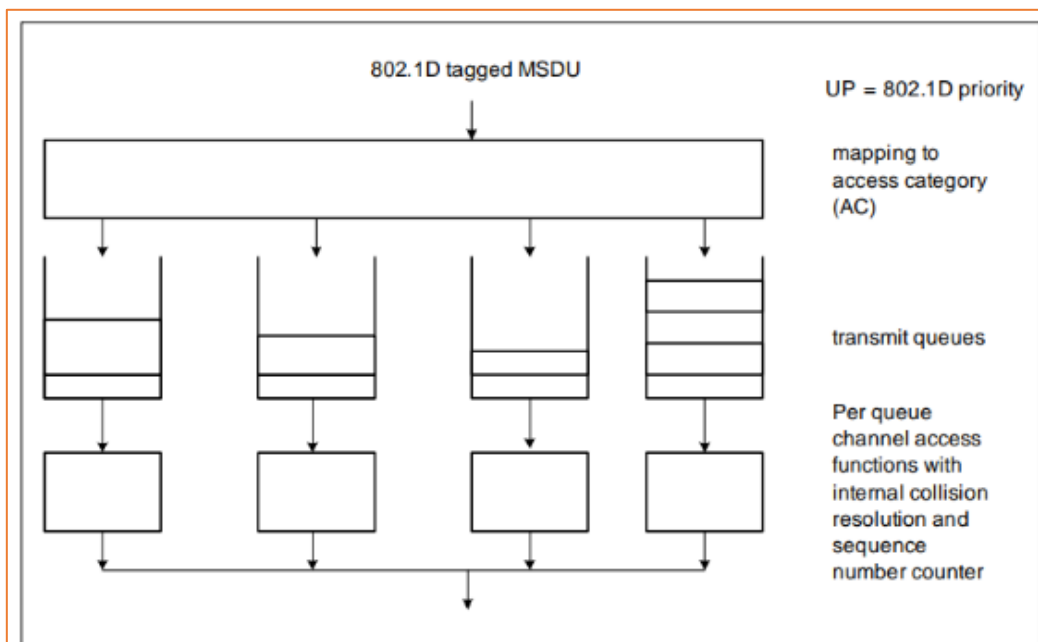 802.1D tagged MSDU
UP = 802.1D priority
mapping to
access category
(AC)
transmit queues
Per queue
channel access
functions with
internal collision
resolution and
sequence
number counter